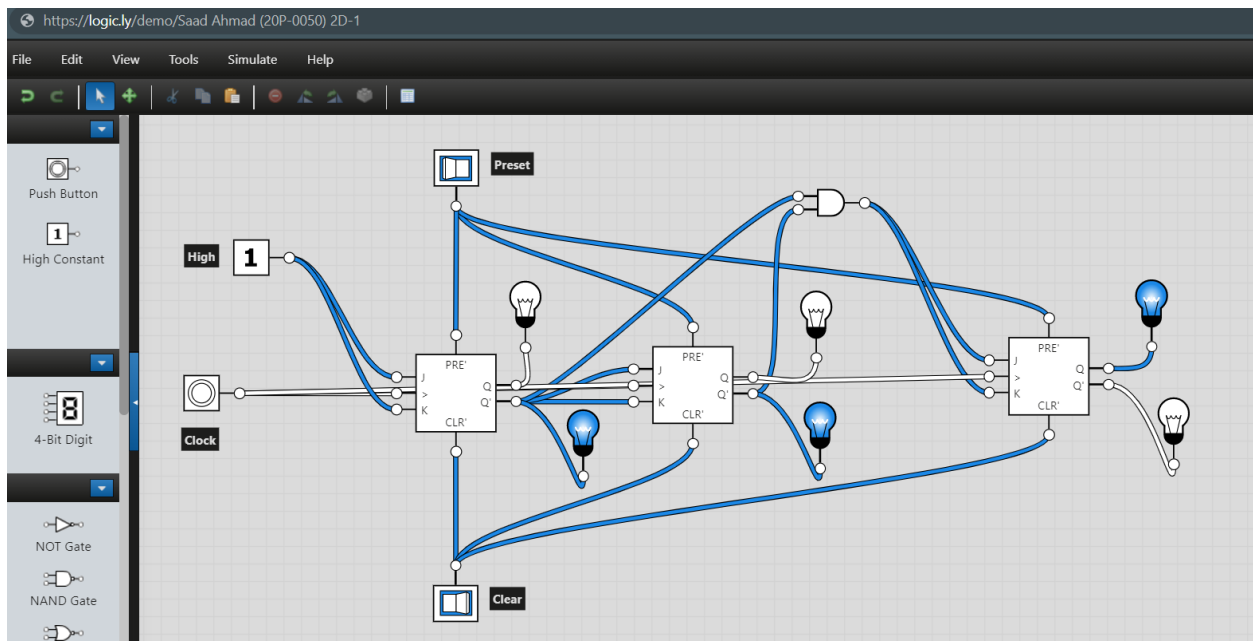 https://logic.ly/demo/Saad Ahmad (20P-0050) 2D-1
File Edit View Tools Simulate Help
Push Button
1
High Constant
8
4-Bit Digit
NOT Gate
NAND Gate
Preset
High
1
Clock
PRE'
J
>
K
Q
Q'
CLR'
PRE'
J
>
K
Q
Q'
CLR'
PRE'
J
>
K
Q
Q'
CLR'
Clear